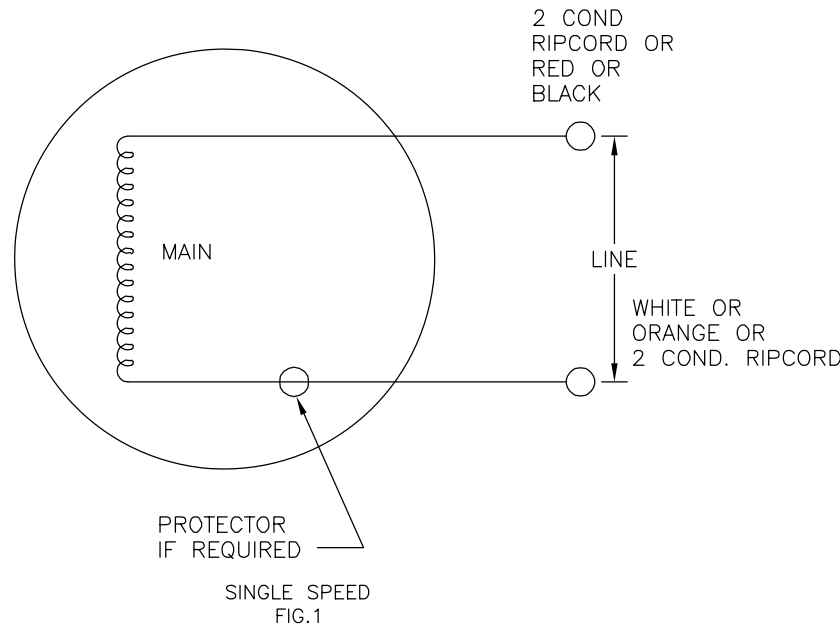 2 COND
RIPCORD OR
RED OR
BLACK
MAIN
LINE
WHITE OR
ORANGE OR
2 COND. RIPCORD
PROTECTOR
IF REQUIRED
SINGLE SPEED
FIG.1